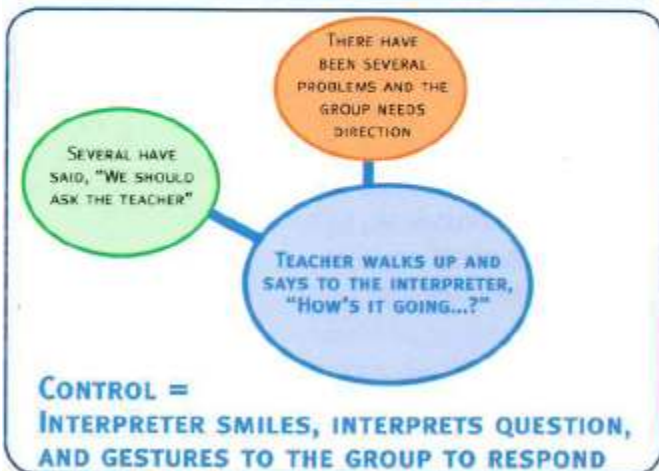 THERE HAVE
BEEN SEVERAL
PROBLEMS AND THE
GROUP NEEDS
DIRECTION
SEVERAL HAVE
SAID, "WE SHOULD
ASK THE TEACHER"
TEACHER WALKS UP AND
SAYS TO THE INTERPRETER,
"HOW'S IT GOING...?"
CONTROL =
INTERPRETER SMILES, INTERPRETS QUESTION,
AND GESTURES TO THE GROUP TO RESPOND